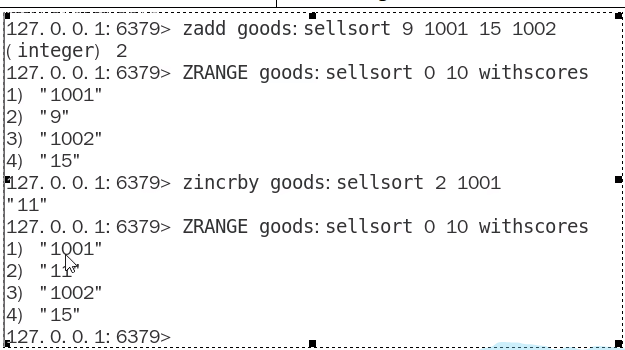 127.0.0.1:6379> zadd goods:sellsort 9 1001 15 1002
(integer) 2
127.0.0.1:6379> ZRANGE goods:sellsort 0 10 withscores
1) "1001"
2) "9"
3) "1002"
4) "15"
127.0.0.1:6379> zincrby goods:sellsort 2 1001
"11"
127.0.0.1:6379> ZRANGE goods:sellsort 0 10 withscores
1) "1001"
2) "11"
3) "1002"
4) "15"
127.0.0.1:6379>